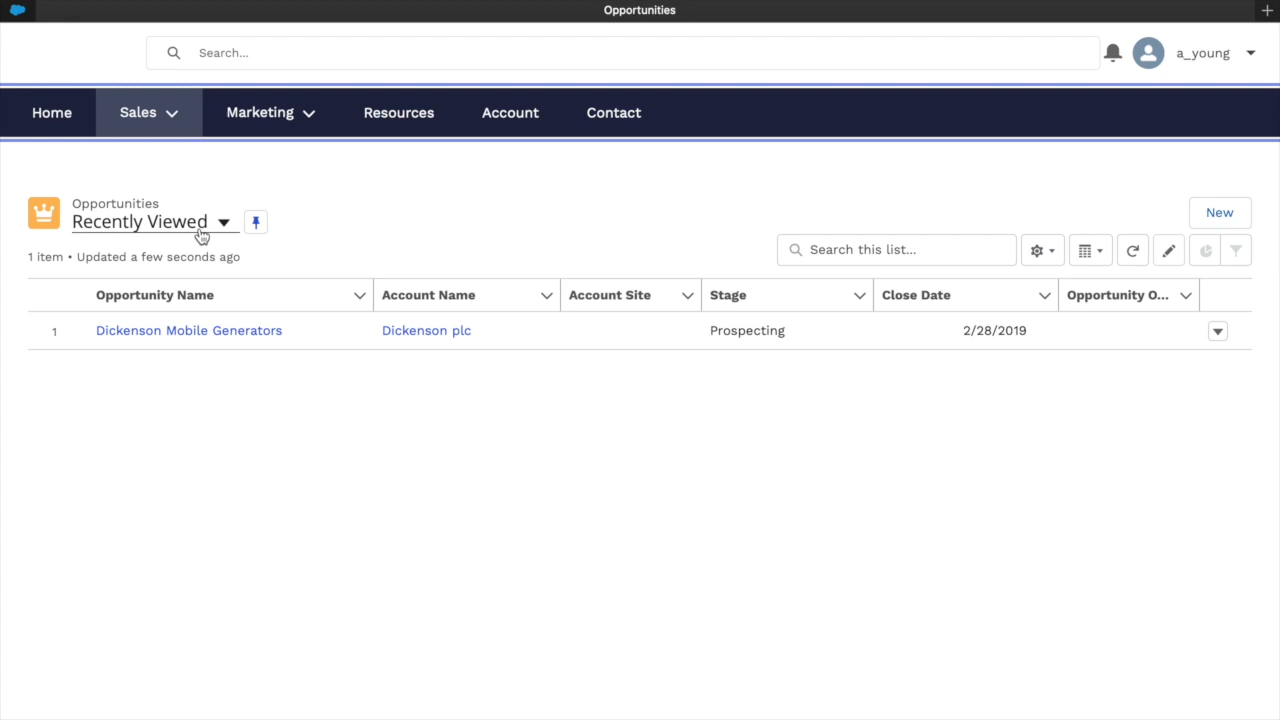 Opportunities
Search...
a_young
Home Sales Marketing Resources Account Contact
Opportunities
Recently Viewed
New
1 item • Updated a few seconds ago
Search this list...
Opportunity Name Account Name Account Site Stage Close Date Opportunity O...
1 Dickenson Mobile Generators Dickenson plc Prospecting 2/28/2019